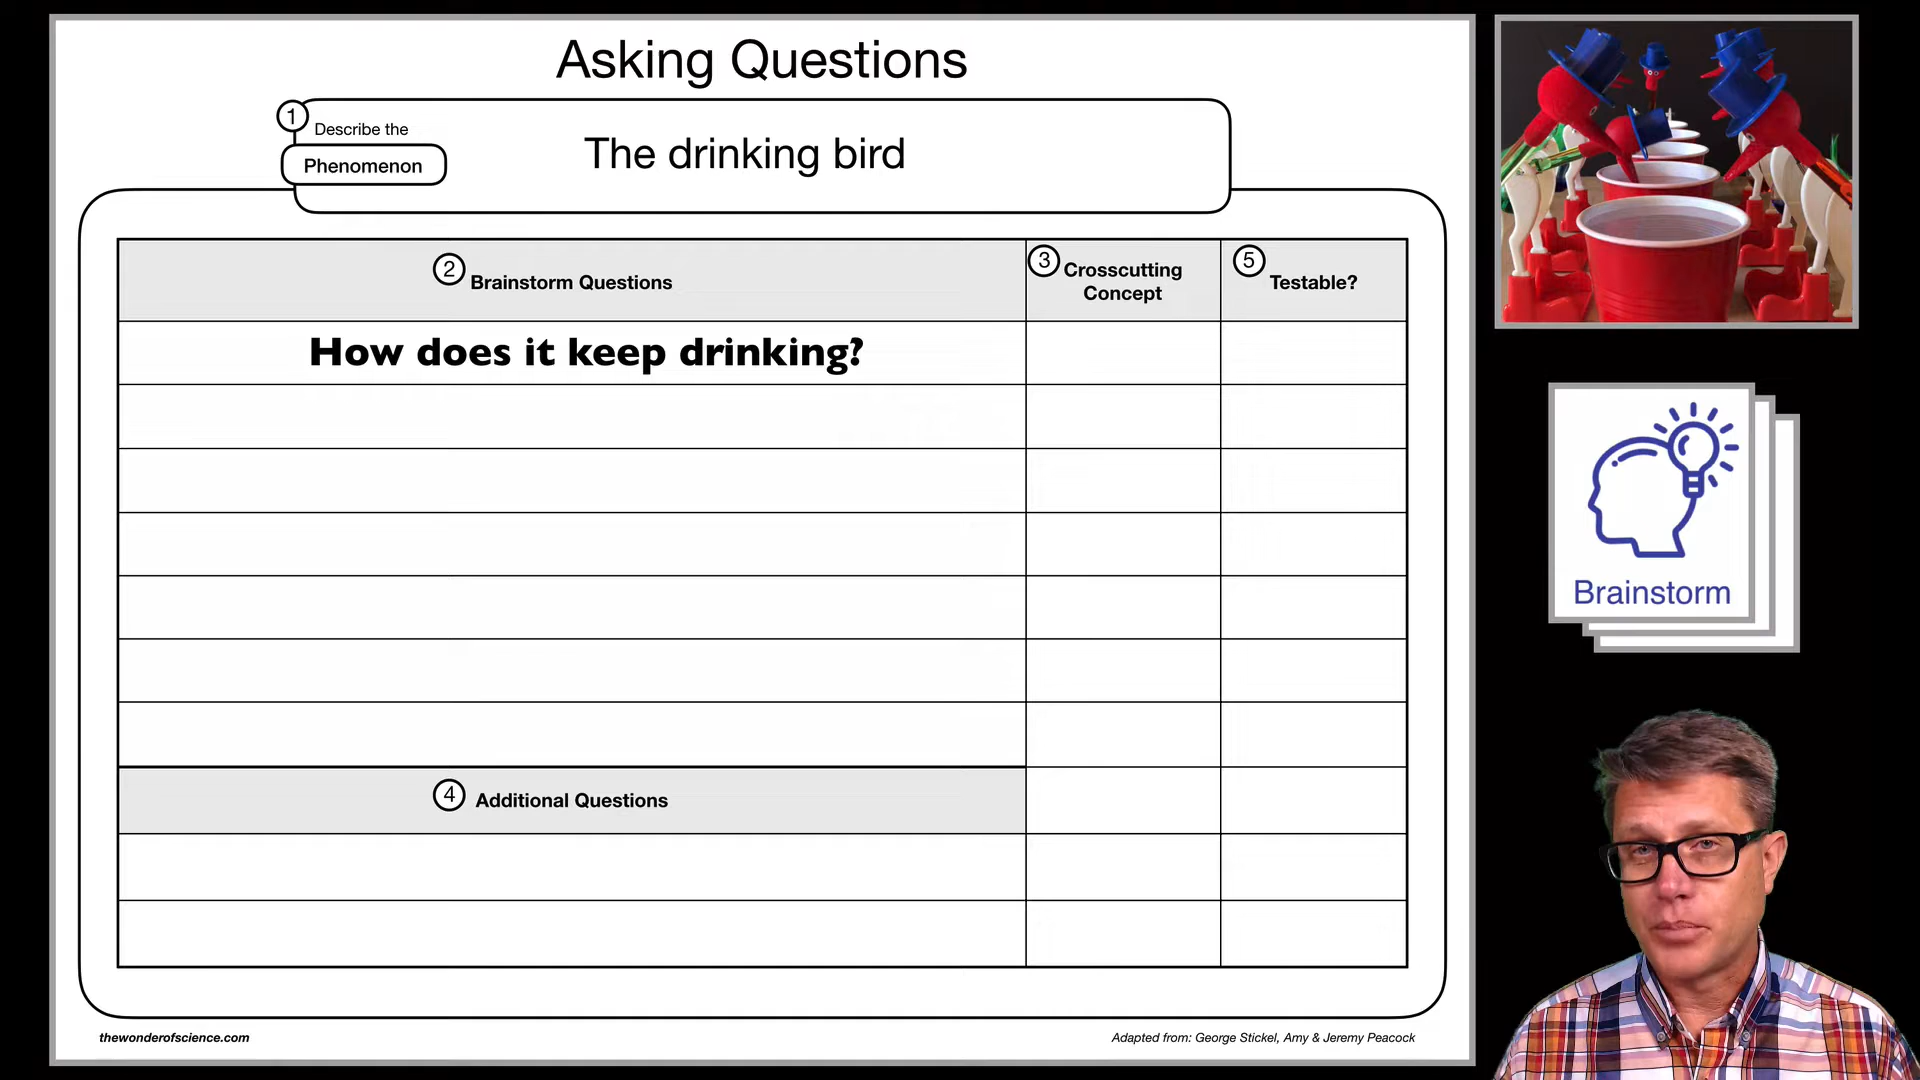 Asking Questions
1
Describe the
Phenomenon
The drinking bird
2
Brainstorm Questions
3
Crosscutting
Concept
5
Testable?
How does it keep drinking?
4
Additional Questions
thewonderofscience.com
Adapted from: George Stickel, Amy & Jeremy Peacock
Brainstorm